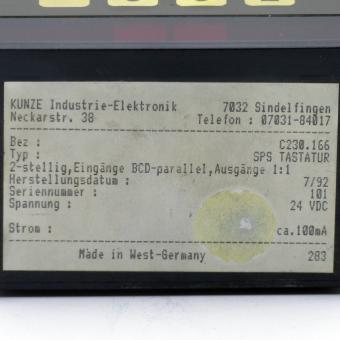 KUNZE Industrie-Elektronik 7032 Sindelfingen
Neckarstr. 38 Telefon : 07031-84017
Bez : C230.166
Typ : SPS TASTATUR
2-stellig,Eingänge BCD-parallel,Ausgänge 1:1
Herstellungsdatum : 7/92
Seriennummer : 101
Spannung : 24 VDC
Strom : ca.100mA
Made in West-Germany 283